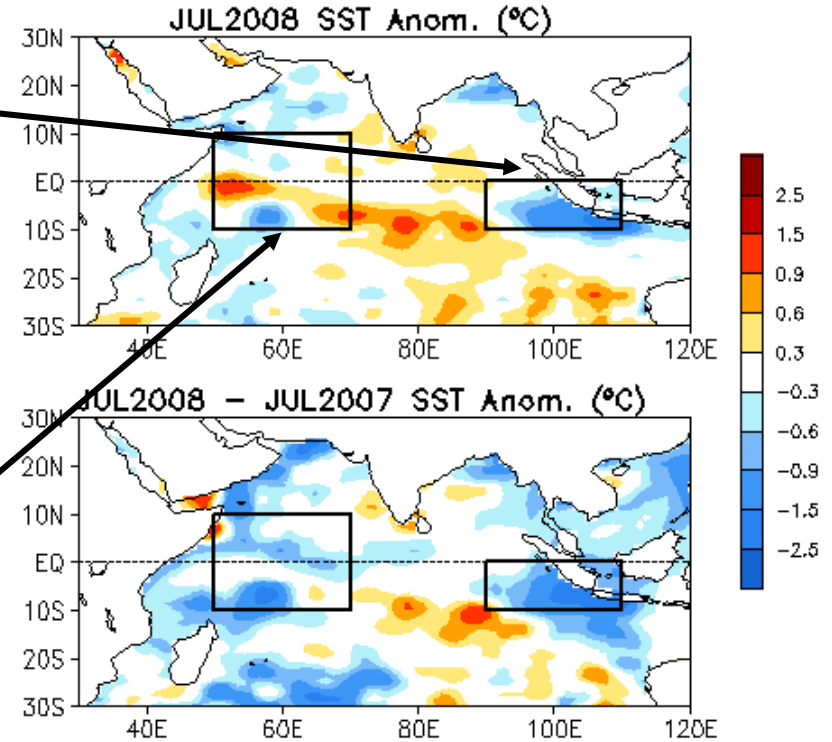 JUL2008 SST Anom. (ºC)
30N
20N
10N
EQ
10S
20S
30S
40E 60E 80E 100E 120E
2.5
1.5
0.9
0.6
0.3
-0.3
-0.6
-0.9
-1.5
-2.5
JUL2008 - JUL2007 SST Anom. (ºC)
30N
20N
10N
EQ
10S
20S
30S
40E 60E 80E 100E 120E